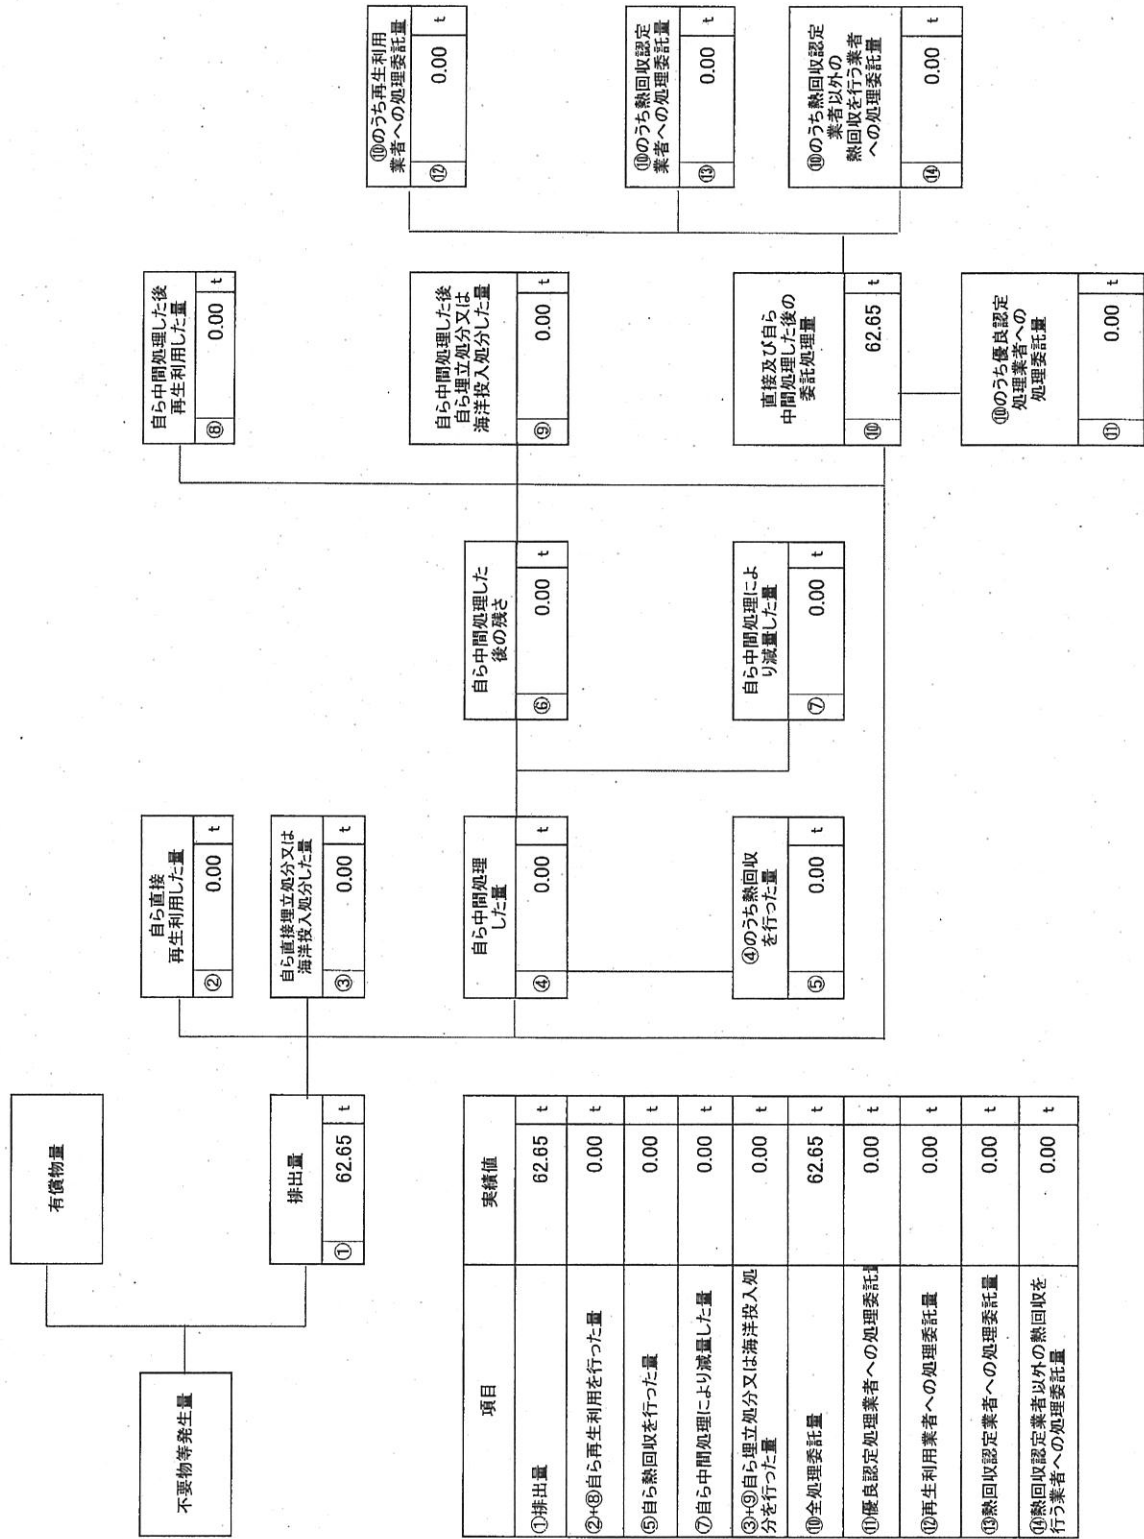 不要物等発生量
有償物量
排出量
① 62.65 t
自ら直接
再生利用した量
② 0.00 t
自ら直接埋立処分又は
海洋投入処分した量
③ 0.00 t
自ら中間処理
した量
④ 0.00 t
④のうち熱回収
を行った量
⑤ 0.00 t
自ら中間処理した
後の残さ
⑥ 0.00 t
自ら中間処理によ
り減量した量
⑦ 0.00 t
自ら中間処理した後
再生利用した量
⑧ 0.00 t
自ら中間処理した後
自ら埋立処分又は
海洋投入処分した量
⑨ 0.00 t
直接及び自ら
中間処理した後の
委託処理量
⑩ 62.65 t
⑩のうち優良認定
処理業者への
処理委託量
⑪ 0.00 t
⑩のうち再生利用
業者への処理委託量
⑫ 0.00 t
⑩のうち熱回収認定
業者への処理委託量
⑬ 0.00 t
⑩のうち熱回収認定
業者以外の
熱回収を行う業者
への処理委託量
⑭ 0.00 t
項目 実績値
①排出量 62.65 t
②+⑧自ら再生利用を行った量 0.00 t
⑤自ら熱回収を行った量 0.00 t
⑦自ら中間処理により減量した量 0.00 t
③+⑨自ら埋立処分又は海洋投入処
分を行った量 0.00 t
⑩全処理委託量 62.65 t
⑪優良認定処理業者への処理委託 0.00 t
⑫再生利用業者への処理委託量 0.00 t
⑬熱回収認定業者への処理委託量 0.00 t
⑭熱回収認定業者以外の熱回収を
行う業者への処理委託量 0.00 t